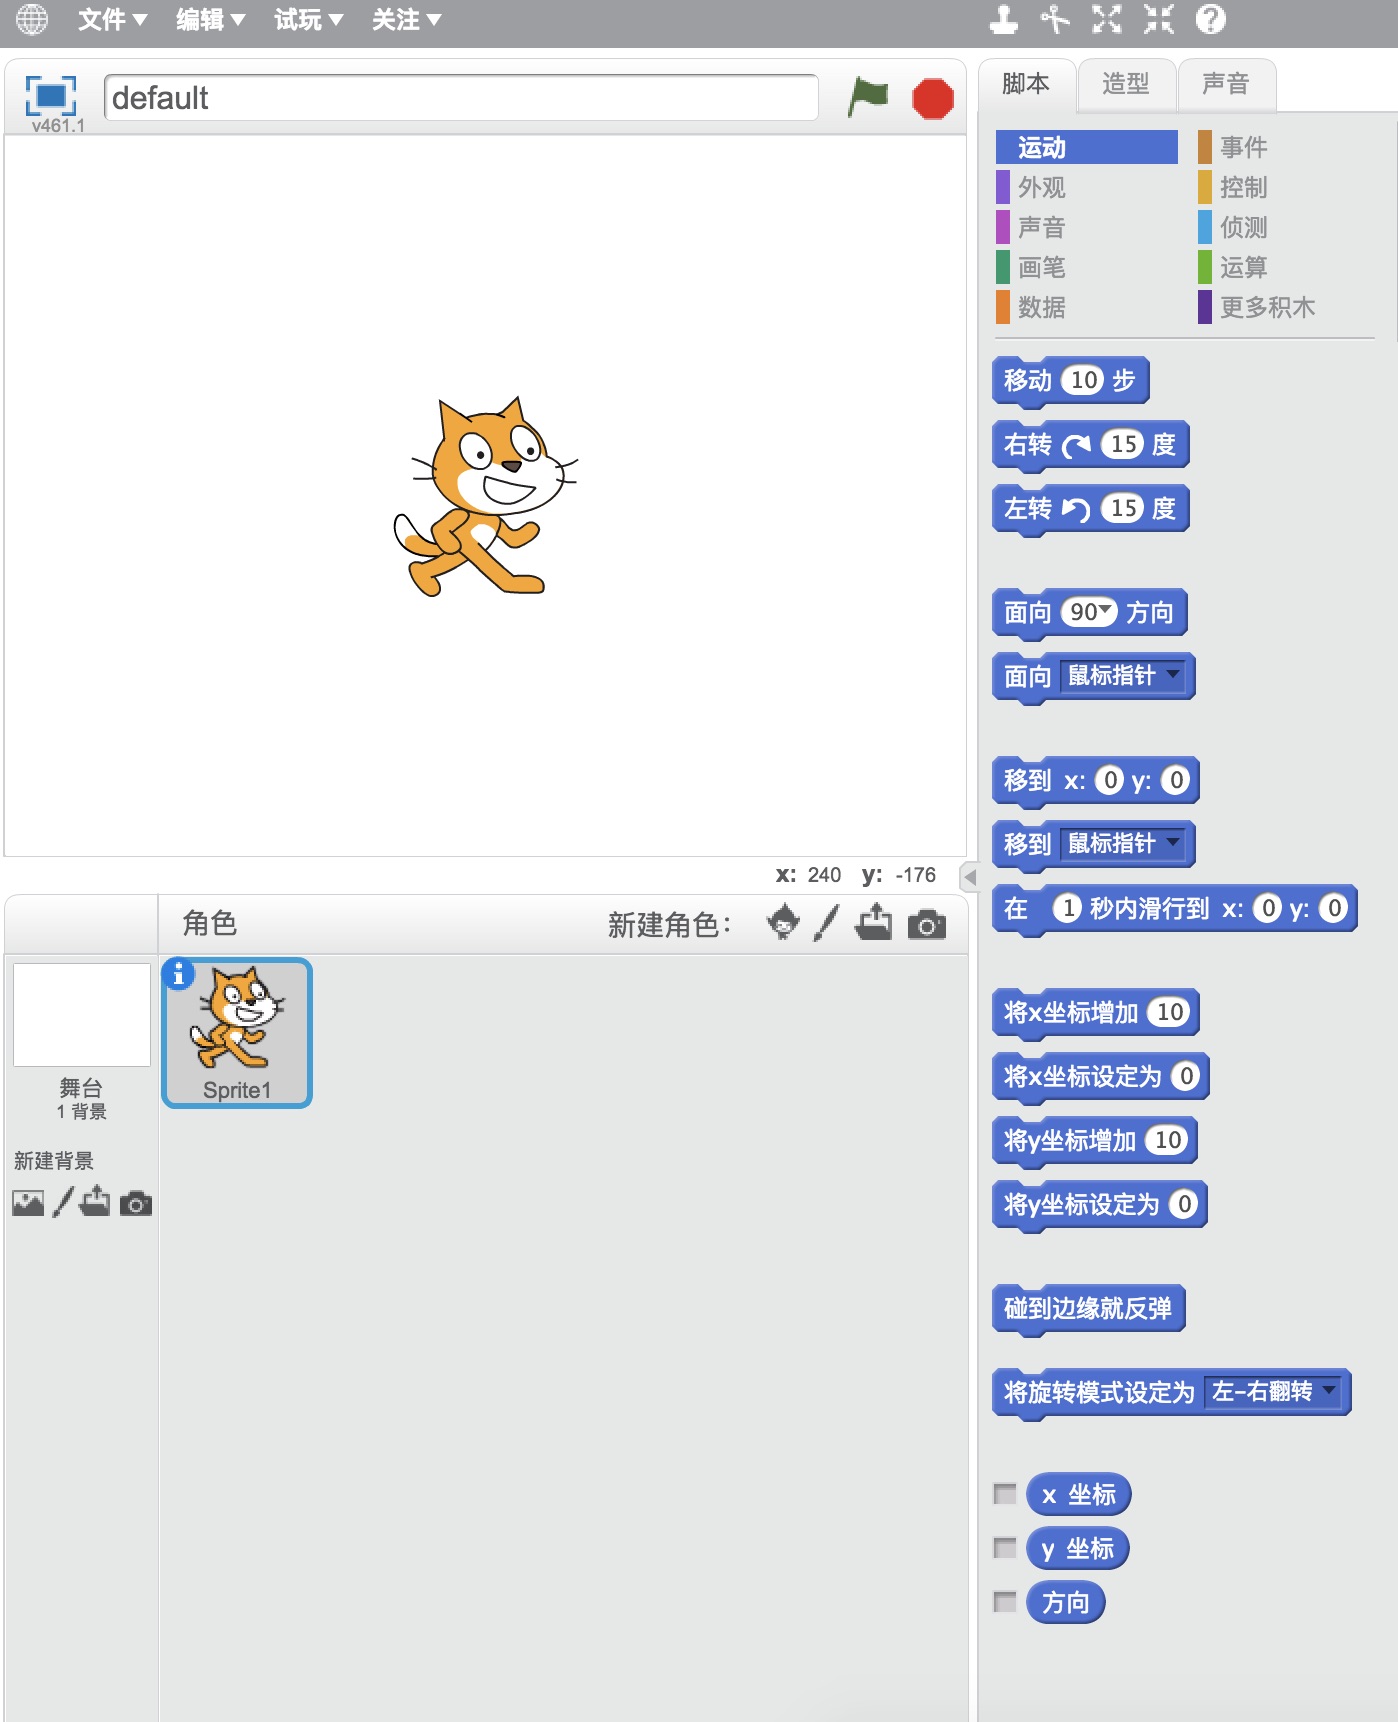 文件 编辑 试玩 关注
default
v461.1
x: 240 y: -176
角色 新建角色：
舞台
1 背景
新建背景
Sprite1
脚本 造型 声音
运动 事件
外观 控制
声音 侦测
画笔 运算
数据 更多积木
移动 10 步
右转 15 度
左转 15 度
面向 90 方向
面向 鼠标指针
移到 x: 0 y: 0
移到 鼠标指针
在 1 秒内滑行到 x: 0 y: 0
将x坐标增加 10
将x坐标设定为 0
将y坐标增加 10
将y坐标设定为 0
碰到边缘就反弹
将旋转模式设定为 左-右翻转
x 坐标
y 坐标
方向